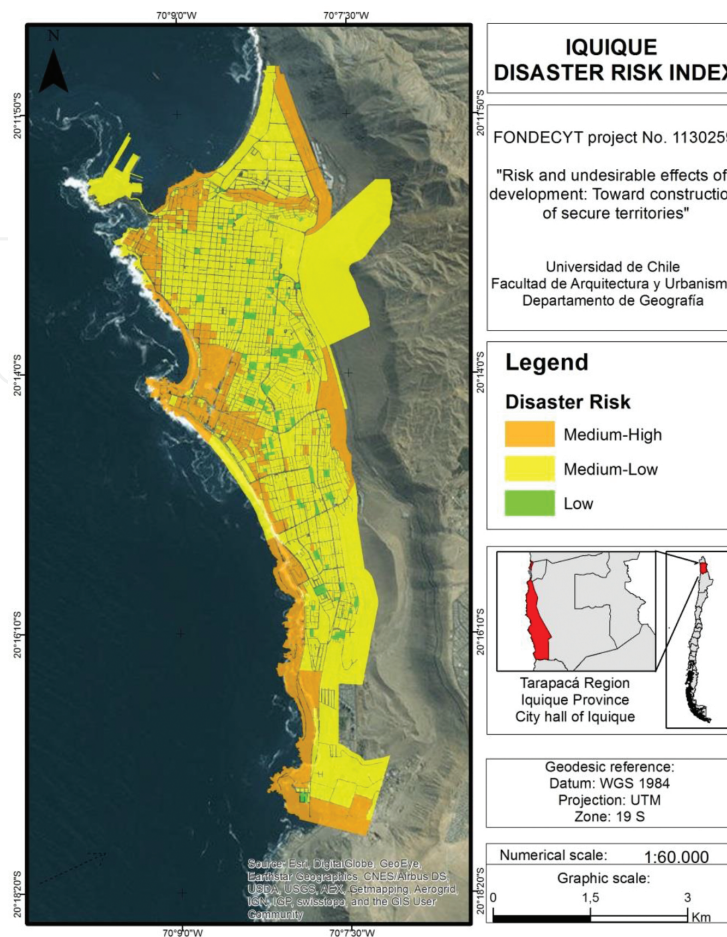 70°9'0"W
70°7'30"W
N
20°11'50"S
20°14'0"S
20°16'10"S
20°18'20"S
20°11'50"S
20°14'0"S
20°16'10"S
20°18'20"S
Source: Esri, DigitalGlobe, GeoEye,
Earthstar Geographics, CNES/Airbus DS,
USDA, USGS, AEX, Getmapping, Aerogrid,
IGN, IGP, swisstopo, and the GIS User
Community
70°9'0"W
70°7'30"W
IQUIQUE
DISASTER RISK INDEX
FONDECYT project No. 113025
"Risk and undesirable effects of
development: Toward constructio
of secure territories"
Universidad de Chile
Facultad de Arquitectura y Urbanism
Departamento de Geografía
Legend
Disaster Risk
Medium-High
Medium-Low
Low
Tarapacá Region
Iquique Province
City hall of Iquique
Geodesic reference:
Datum: WGS 1984
Projection: UTM
Zone: 19 S
Numerical scale: 1:60.000
Graphic scale:
0 1,5 3
Km